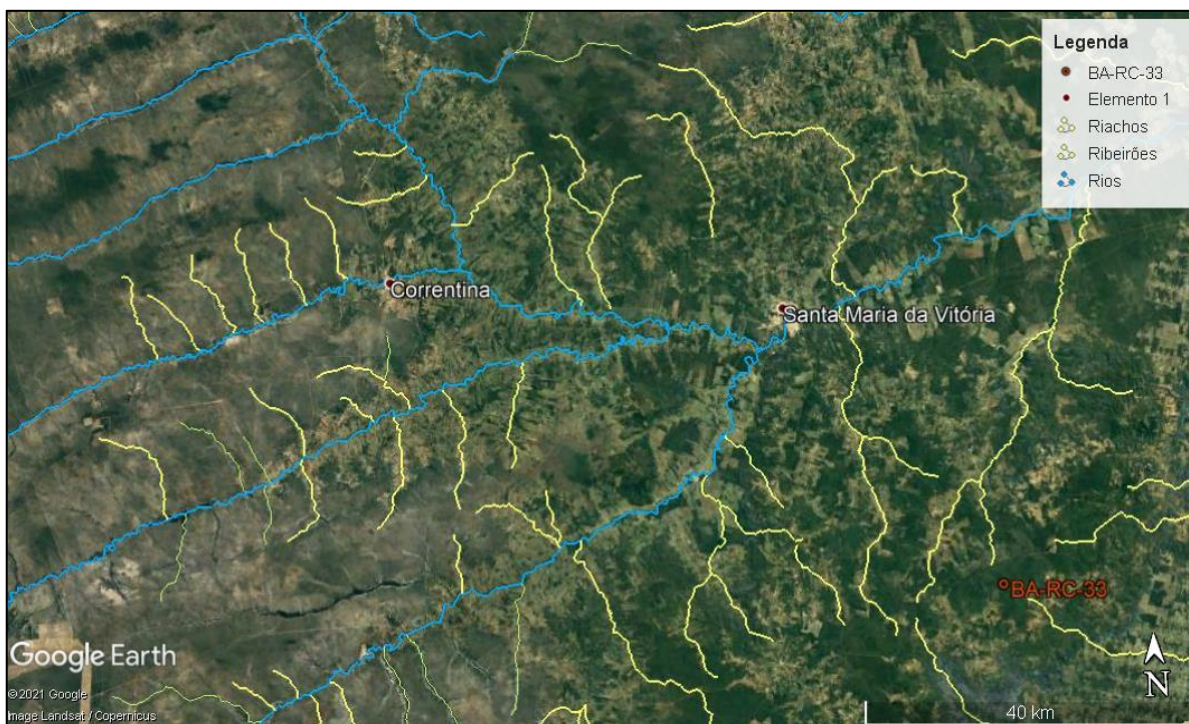 Legenda
BA-RC-33
Elemento 1
Riachos
Ribeirões
Rios
Correntina
Santa Maria da Vitória
BA-RC-33
Google Earth
©2021 Google
Image Landsat / Copernicus
N
40 km